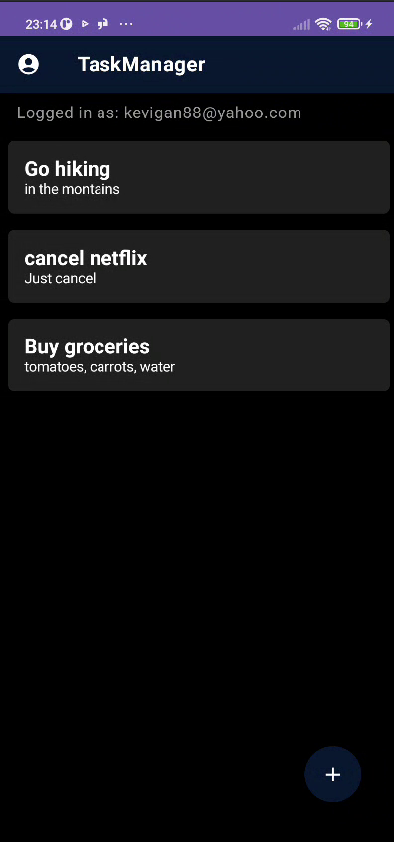 23:14
94
TaskManager
Logged in as: kevigan88@yahoo.com
Go hiking
in the montains
cancel netflix
Just cancel
Buy groceries
tomatoes, carrots, water